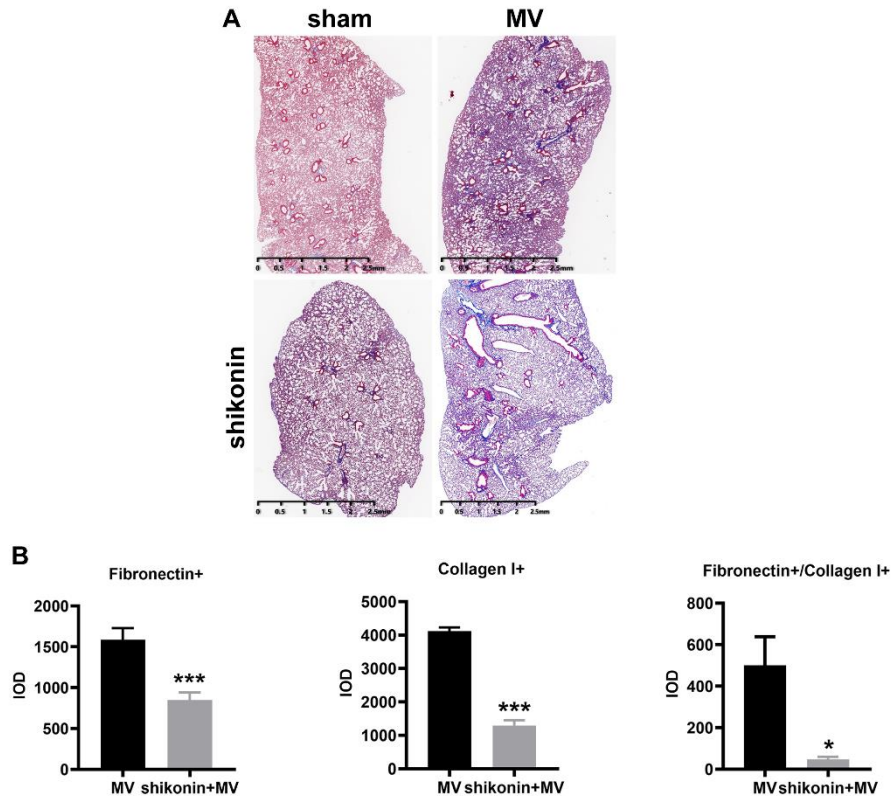 A sham MV
0 0.5 1 1.5 2 2.5mm
0 0.5 1 1.5 2 2.5mm
shikonin
0 0.5 1 1.5 2 2.5mm
0 0.5 1 1.5 2 2.5mm
B
Fibronectin+
IOD
2000
1500
1000
500
0
***
MV shikonin+MV
Collagen I+
IOD
5000
4000
3000
2000
1000
0
***
MV shikonin+MV
Fibronectin+/Collagen I+
IOD
800
600
400
200
0
*
MV shikonin+MV